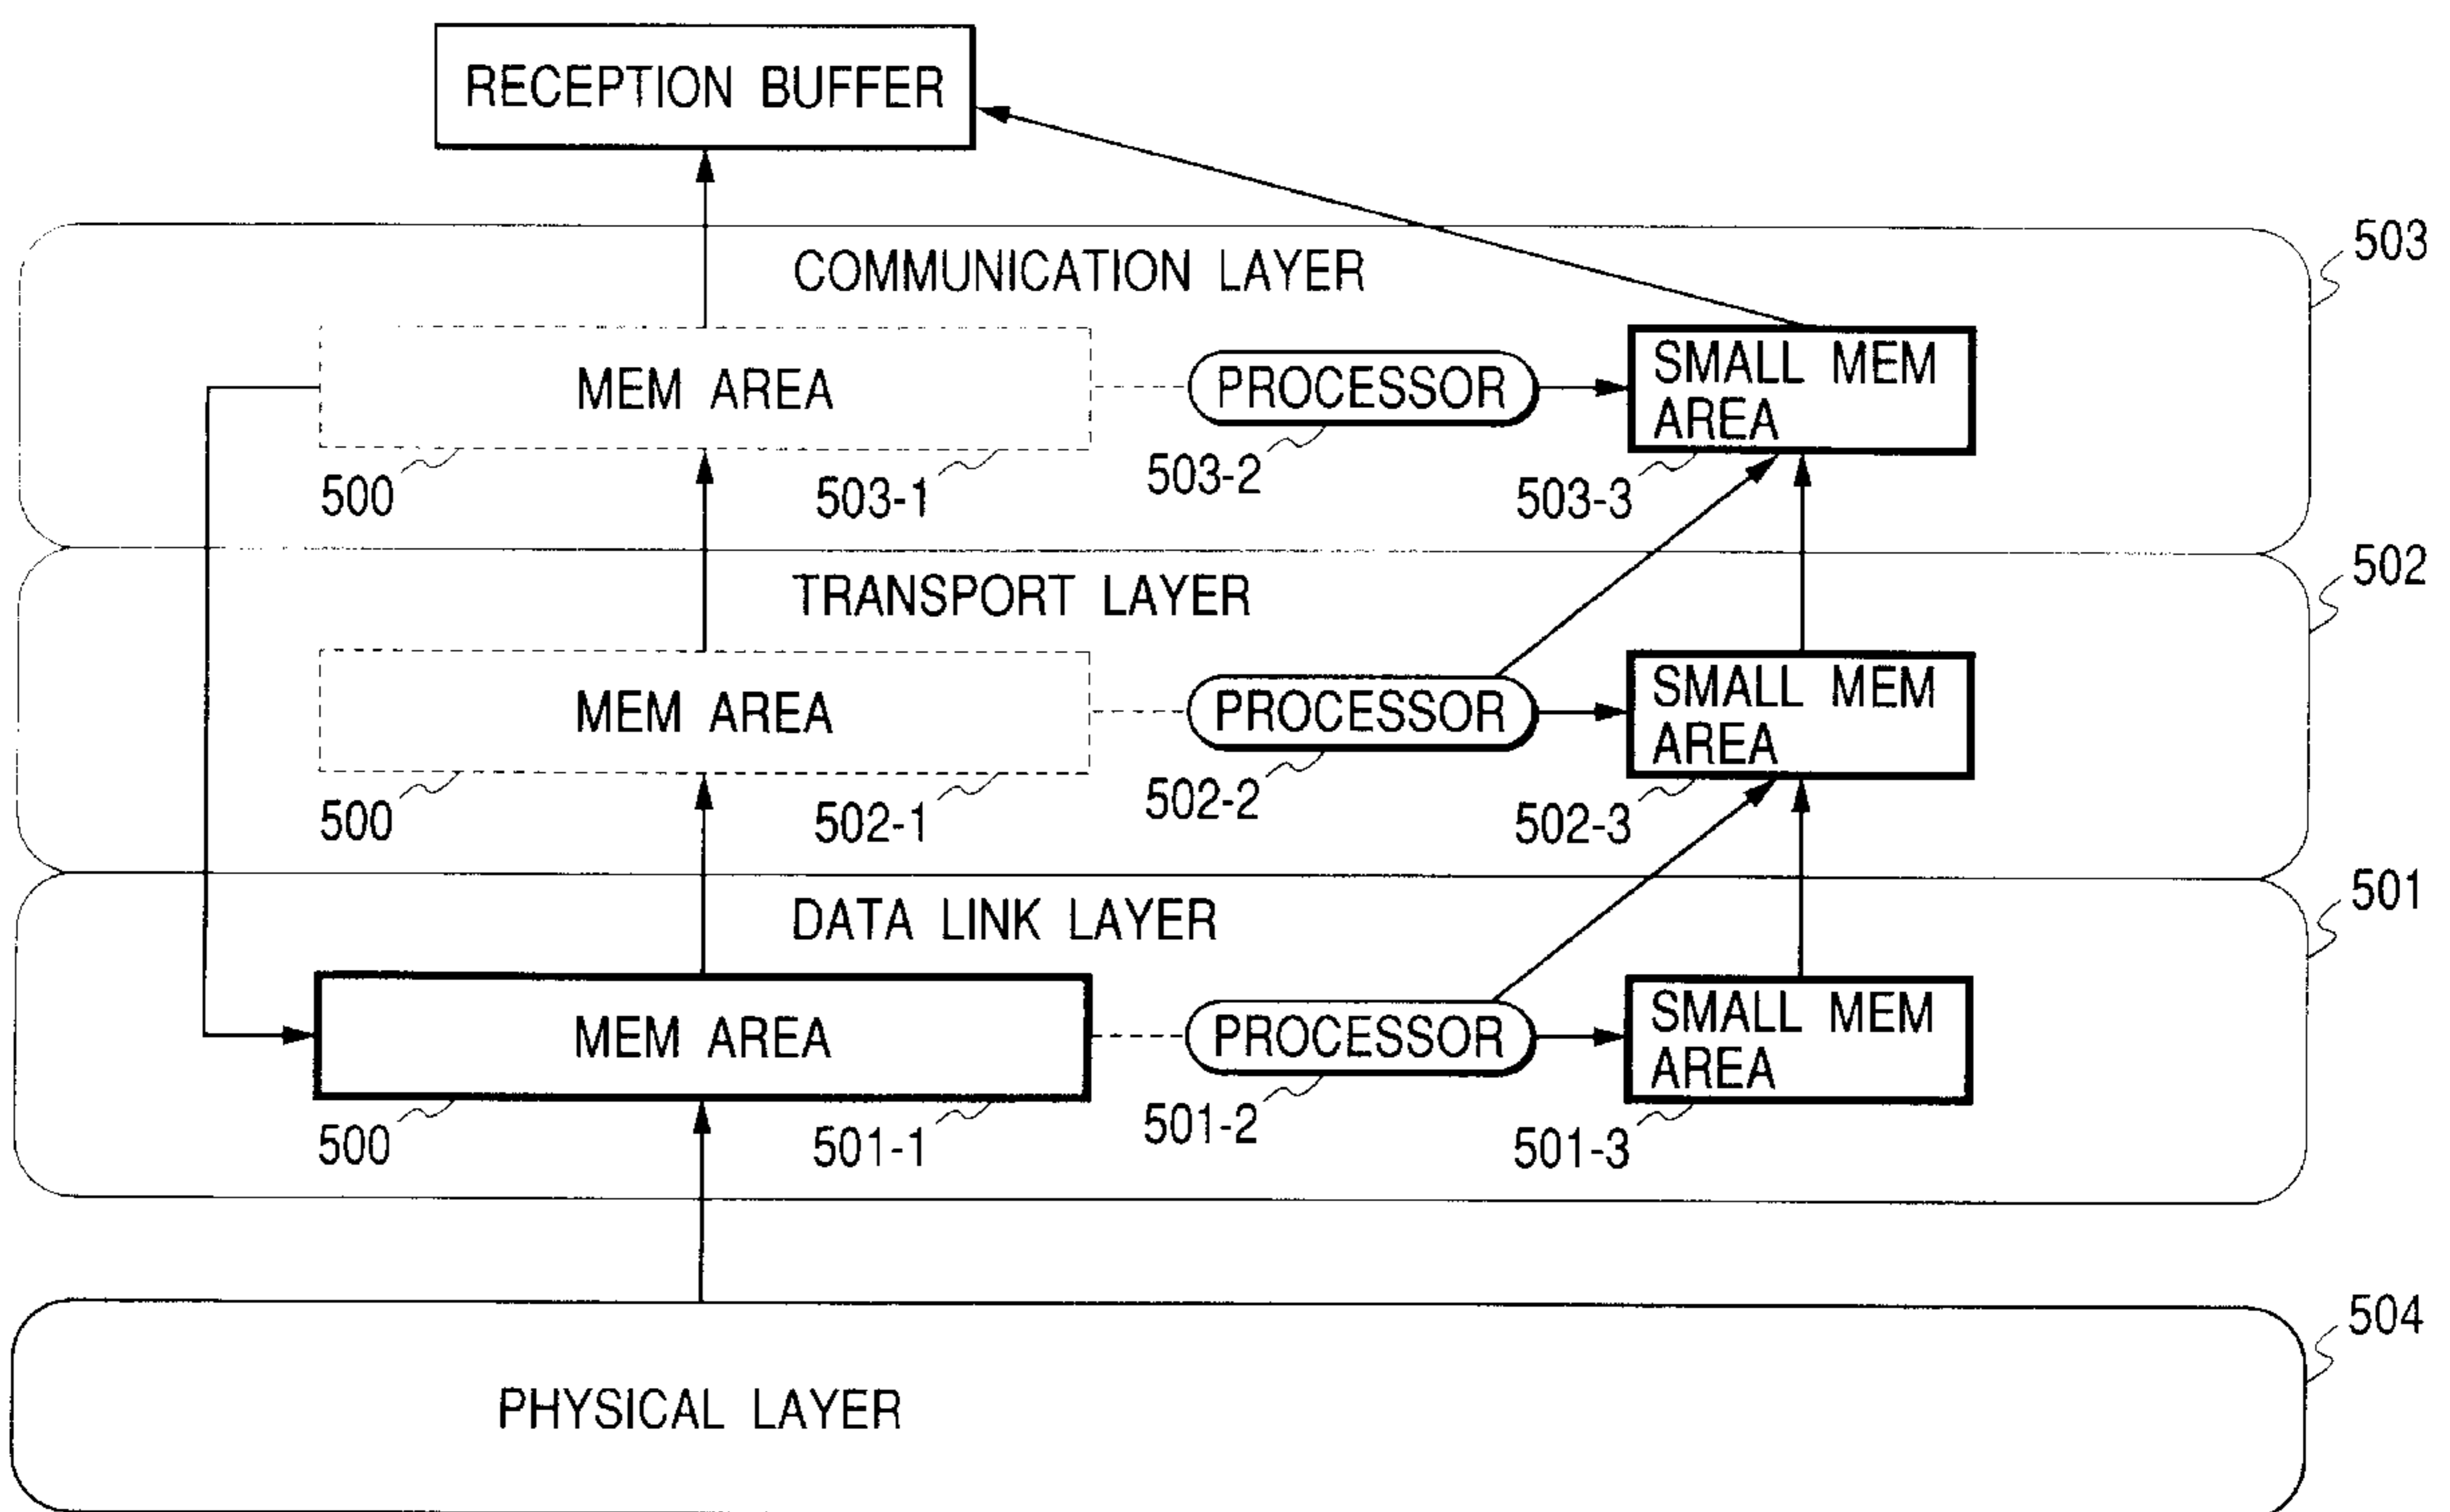 RECEPTION BUFFER
503
COMMUNICATION LAYER
MEM AREA
PROCESSOR
SMALL MEM
AREA
500
503-1
503-2
503-3
502
TRANSPORT LAYER
MEM AREA
PROCESSOR
SMALL MEM
AREA
500
502-1
502-2
502-3
501
DATA LINK LAYER
MEM AREA
PROCESSOR
SMALL MEM
AREA
500
501-1
501-2
501-3
504
PHYSICAL LAYER